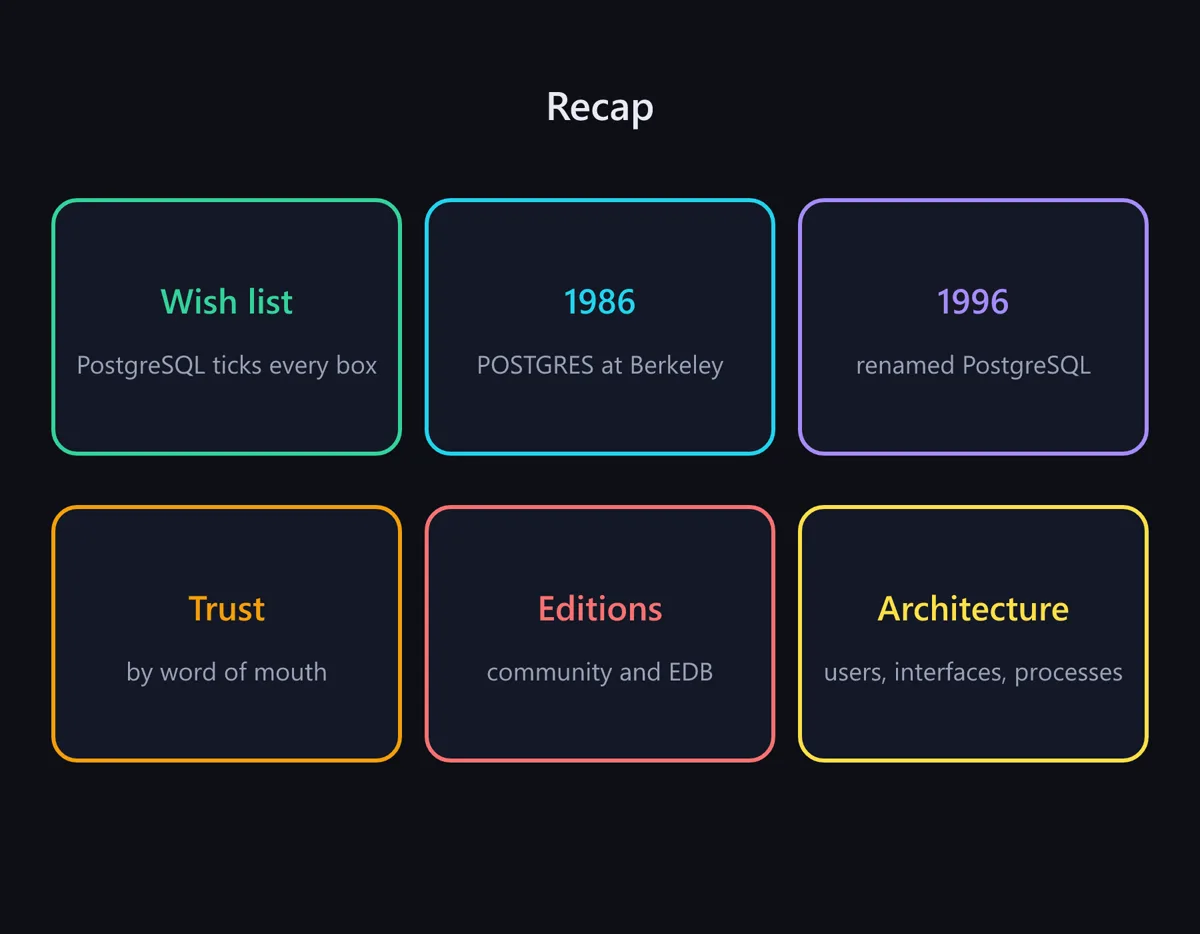 Recap
Wish list
PostgreSQL ticks every box
1986
POSTGRES at Berkeley
1996
renamed PostgreSQL
Trust
by word of mouth
Editions
community and EDB
Architecture
users, interfaces, processes